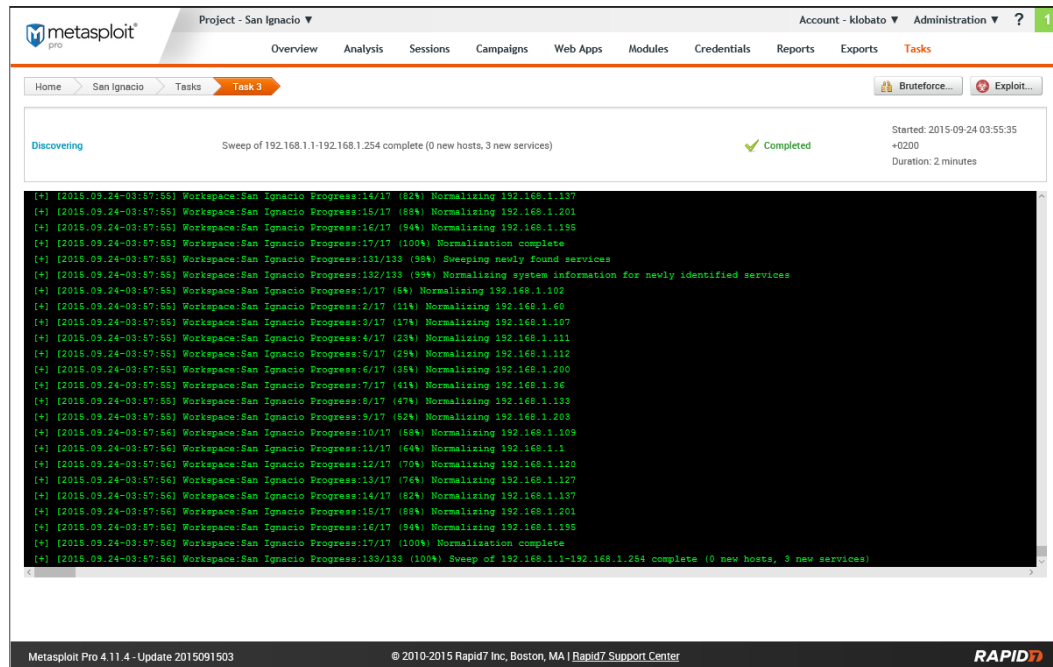 metasploit®
pro
Project - San Ignacio ▼
Account - klobato ▼ Administration ▼ ? 1
Overview Analysis Sessions Campaigns Web Apps Modules Credentials Reports Exports Tasks
Home San Ignacio Tasks Task 3
Bruteforce... Exploit...
Discovering
Sweep of 192.168.1.1-192.168.1.254 complete (0 new hosts, 3 new services)
Completed
Started: 2015-09-24 03:55:35
+0200
Duration: 2 minutes
[+] [2015.09.24-03:57:55] Workspace:San Ignacio Progress:14/17 (82%) Normalizing 192.168.1.137
[+] [2015.09.24-03:57:55] Workspace:San Ignacio Progress:15/17 (88%) Normalizing 192.168.1.201
[+] [2015.09.24-03:57:55] Workspace:San Ignacio Progress:16/17 (94%) Normalizing 192.168.1.195
[+] [2015.09.24-03:57:55] Workspace:San Ignacio Progress:17/17 (100%) Normalization complete
[+] [2015.09.24-03:57:55] Workspace:San Ignacio Progress:131/133 (98%) Sweeping newly found services
[+] [2015.09.24-03:57:55] Workspace:San Ignacio Progress:132/133 (99%) Normalizing system information for newly identified services
[+] [2015.09.24-03:57:55] Workspace:San Ignacio Progress:1/17 (5%) Normalizing 192.168.1.102
[+] [2015.09.24-03:57:55] Workspace:San Ignacio Progress:2/17 (11%) Normalizing 192.168.1.60
[+] [2015.09.24-03:57:55] Workspace:San Ignacio Progress:3/17 (17%) Normalizing 192.168.1.107
[+] [2015.09.24-03:57:55] Workspace:San Ignacio Progress:4/17 (23%) Normalizing 192.168.1.111
[+] [2015.09.24-03:57:55] Workspace:San Ignacio Progress:5/17 (29%) Normalizing 192.168.1.112
[+] [2015.09.24-03:57:55] Workspace:San Ignacio Progress:6/17 (35%) Normalizing 192.168.1.200
[+] [2015.09.24-03:57:55] Workspace:San Ignacio Progress:7/17 (41%) Normalizing 192.168.1.36
[+] [2015.09.24-03:57:55] Workspace:San Ignacio Progress:8/17 (47%) Normalizing 192.168.1.133
[+] [2015.09.24-03:57:55] Workspace:San Ignacio Progress:9/17 (52%) Normalizing 192.168.1.203
[+] [2015.09.24-03:57:56] Workspace:San Ignacio Progress:10/17 (58%) Normalizing 192.168.1.109
[+] [2015.09.24-03:57:56] Workspace:San Ignacio Progress:11/17 (64%) Normalizing 192.168.1.1
[+] [2015.09.24-03:57:56] Workspace:San Ignacio Progress:12/17 (70%) Normalizing 192.168.1.120
[+] [2015.09.24-03:57:56] Workspace:San Ignacio Progress:13/17 (76%) Normalizing 192.168.1.127
[+] [2015.09.24-03:57:56] Workspace:San Ignacio Progress:14/17 (82%) Normalizing 192.168.1.137
[+] [2015.09.24-03:57:56] Workspace:San Ignacio Progress:15/17 (88%) Normalizing 192.168.1.201
[+] [2015.09.24-03:57:56] Workspace:San Ignacio Progress:16/17 (94%) Normalizing 192.168.1.195
[+] [2015.09.24-03:57:56] Workspace:San Ignacio Progress:17/17 (100%) Normalization complete
[+] [2015.09.24-03:57:56] Workspace:San Ignacio Progress:133/133 (100%) Sweep of 192.168.1.1-192.168.1.254 complete (0 new hosts, 3 new services)
Metasploit Pro 4.11.4 - Update 2015091503
© 2010-2015 Rapid7 Inc, Boston, MA | Rapid7 Support Center
RAPID7